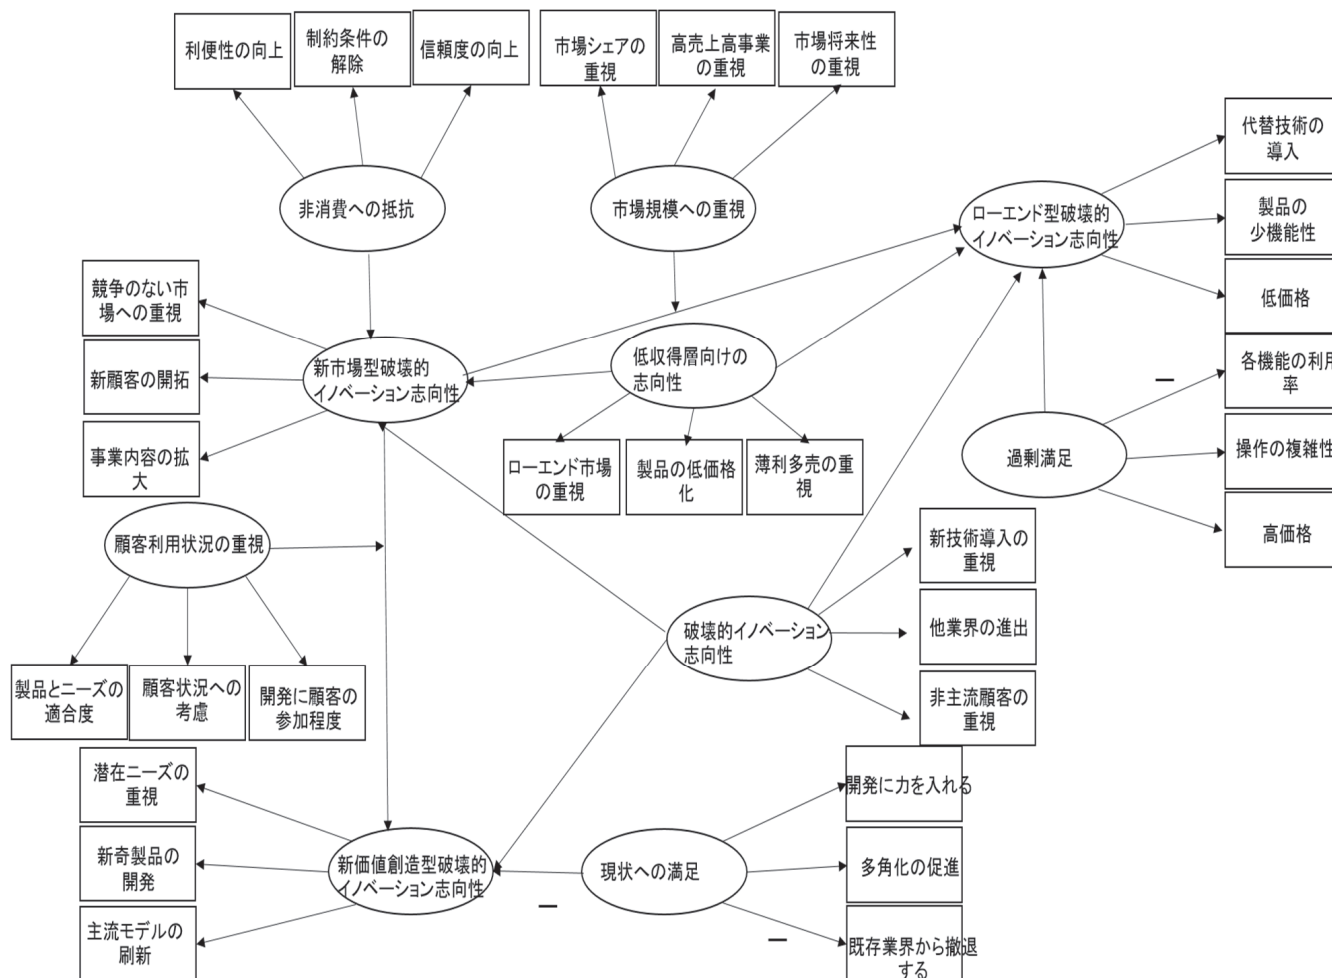 利便性の向上
制約条件の
解除
信頼度の向上
市場シェアの
重視
高売上高事業
の重視
市場将来性
の重視
代替技術の
導入
製品の
少機能性
低価格
非消費への抵抗
市場規模への重視
ローエンド型破壊的
イノベーション志向性
競争のない市
場への重視
新顧客の開拓
事業内容の拡
大
新市場型破壊的
イノベーション志向性
低収得層向けの
志向性
各機能の利用
率
操作の複雑性
高価格
過剰満足
ー
ローエンド市場
の重視
製品の低価格
化
薄利多売の重
視
顧客利用状況の重視
新技術導入の
重視
他業界の進出
非主流顧客の
重視
破壊的イノベーション
志向性
製品とニーズの
適合度
顧客状況への
考慮
開発に顧客の
参加程度
潜在ニーズの
重視
新奇製品の
開発
主流モデルの
刷新
新価値創造型破壊的
イノベーション志向性
ー
現状への満足
開発に力を入れる
多角化の促進
ー
既存業界から撤退
する